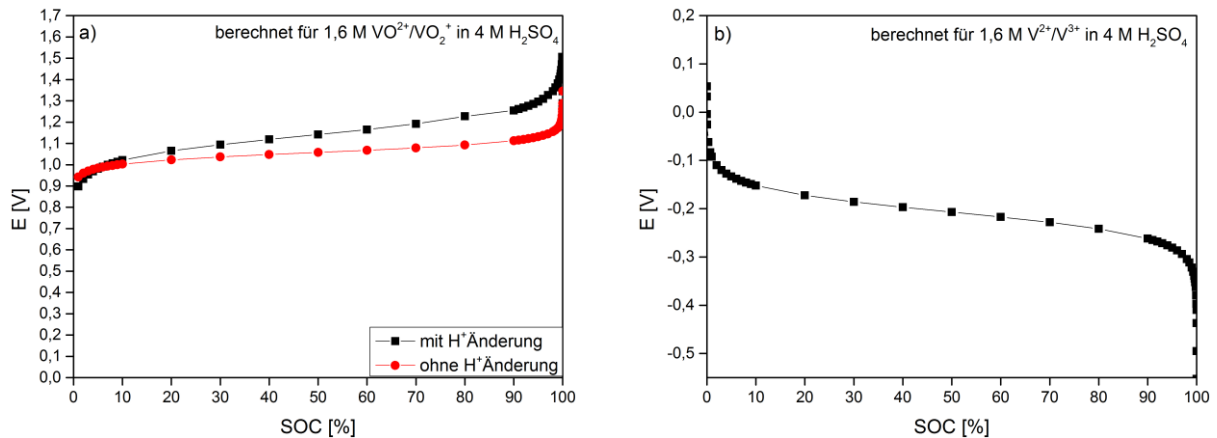 a)
berechnet für 1,6 M VO²⁺/VO₂⁺ in 4 M H₂SO₄
1,7
1,6
1,5
1,4
1,3
1,2
1,1
1,0
0,9
0,8
0,7
0,6
0,5
0,4
0,3
0,2
0,1
0,0
E [V]
mit H⁺Änderung
ohne H⁺Änderung
0 10 20 30 40 50 60 70 80 90 100
SOC [%]
b)
berechnet für 1,6 M V²⁺/V³⁺ in 4 M H₂SO₄
0,2
0,1
0,0
-0,1
-0,2
-0,3
-0,4
-0,5
E [V]
0 10 20 30 40 50 60 70 80 90 100
SOC [%]